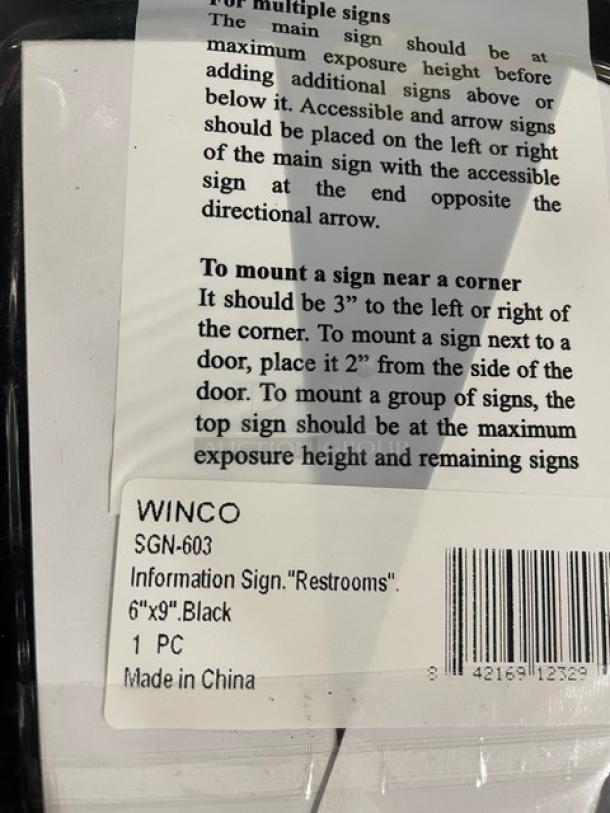 For multiple signs
The main sign should be at
maximum exposure height before
adding additional signs above or
below it. Accessible and arrow signs
should be placed on the left or right
of the main sign with the accessible
sign at the end opposite the
directional arrow.
To mount a sign near a corner
It should be 3” to the left or right of
the corner. To mount a sign next to a
door, place it 2” from the side of the
door. To mount a group of signs, the
top sign should be at the maximum
AUCTION GROUP
exposure height and remaining signs
WINCO
SGN-603
Information Sign."Restrooms".
6"x9".Black
1 PC
Made in China
8 42169 12329